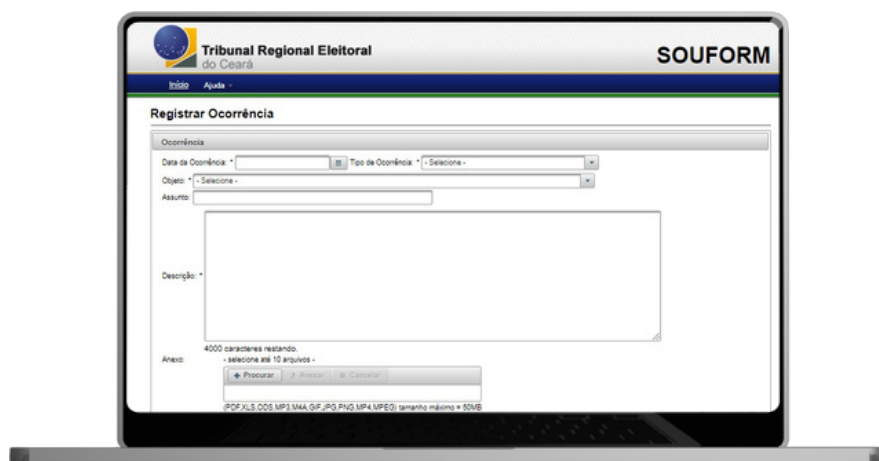 Tribunal Regional Eleitoral
do Ceará
SOUFORM
Início Ajuda
Registrar Ocorrência
Ocorrência
Data da Ocorrência: * Tipo de Ocorrência: * - Selecione -
Objeto: * - Selecione -
Assunto:
Descrição: *
4000 caracteres restando.
Anexo: - selecione até 10 arquivos -
Procurar Anexar Cancelar
(PDF,XLS,ODS,MP3,M4A,GIF,JPG,PNG,MP4,MPEG) tamanho máximo = 50MB